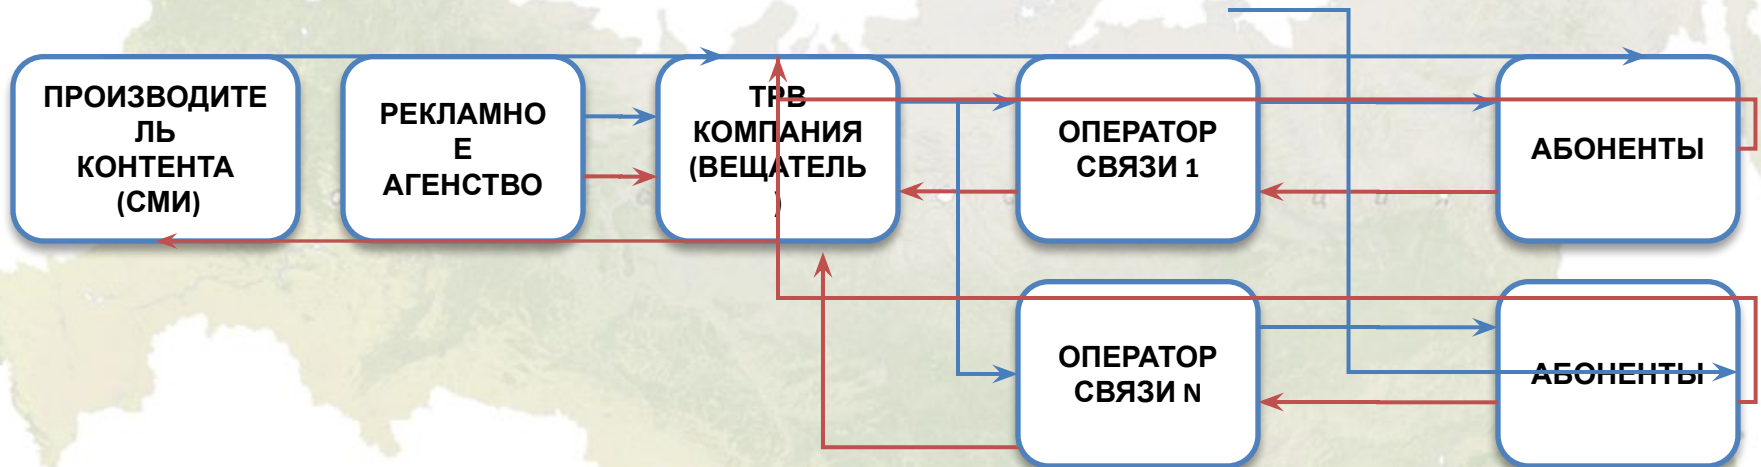 ПРОИЗВОДИТЕ
ЛЬ
КОНТЕНТА
(СМИ)
РЕКЛАМНО
Е
АГЕНСТВО
ТРВ
КОМПАНИЯ
(ВЕЩАТЕЛЬ
)
ОПЕРАТОР
СВЯЗИ 1
АБОНЕНТЫ
ОПЕРАТОР
СВЯЗИ N
АБОНЕНТЫ